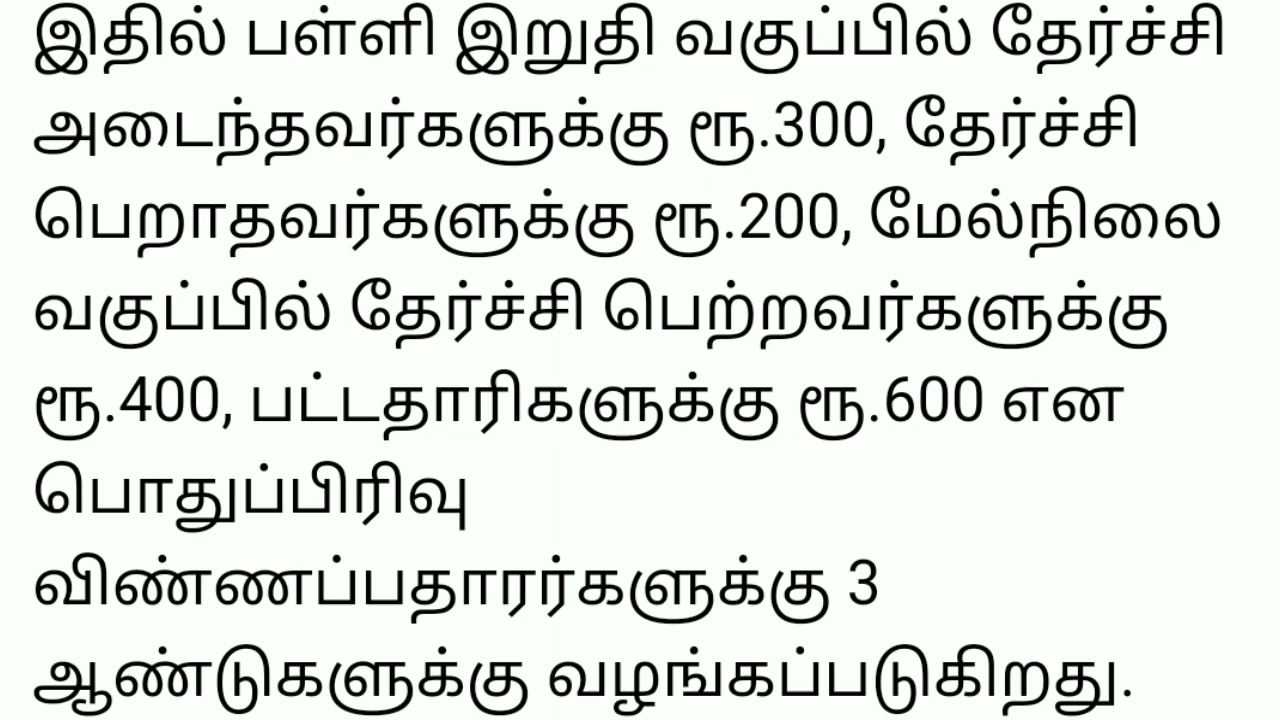 இதில் பள்ளி இறுதி வகுப்பில் தேர்ச்சி
அடைந்தவர்களுக்கு ரூ.300, தேர்ச்சி
பெறாதவர்களுக்கு ரூ.200, மேல்நிலை
வகுப்பில் தேர்ச்சி பெற்றவர்களுக்கு
ரூ.400, பட்டதாரிகளுக்கு ரூ.600 என
பொதுப்பிரிவு
விண்ணப்பதாரர்களுக்கு 3
ஆண்டுகளுக்கு வழங்கப்படுகிறது.